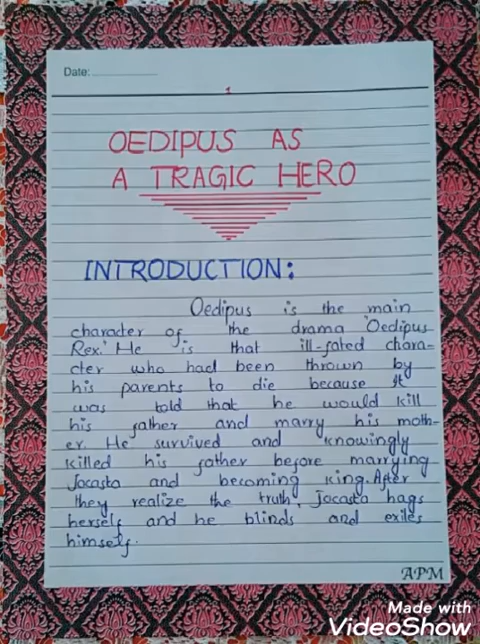 Date:
1
OEDIPUS AS
A TRAGIC HERO
INTRODUCTION:
Oedipus is the main
character of the drama 'Oedipus
Rex.' He is that ill-fated chara-
cter who had been thrown by
his parents to die because it
was told that he would kill
his father and marry his moth-
er. He survived and knowingly
killed his father before marrying
Jocasta and becoming king. After
they realize the truth, Jocasta hags
herself and he blinds and exiles
himself.
APM
Made with
VideoShow